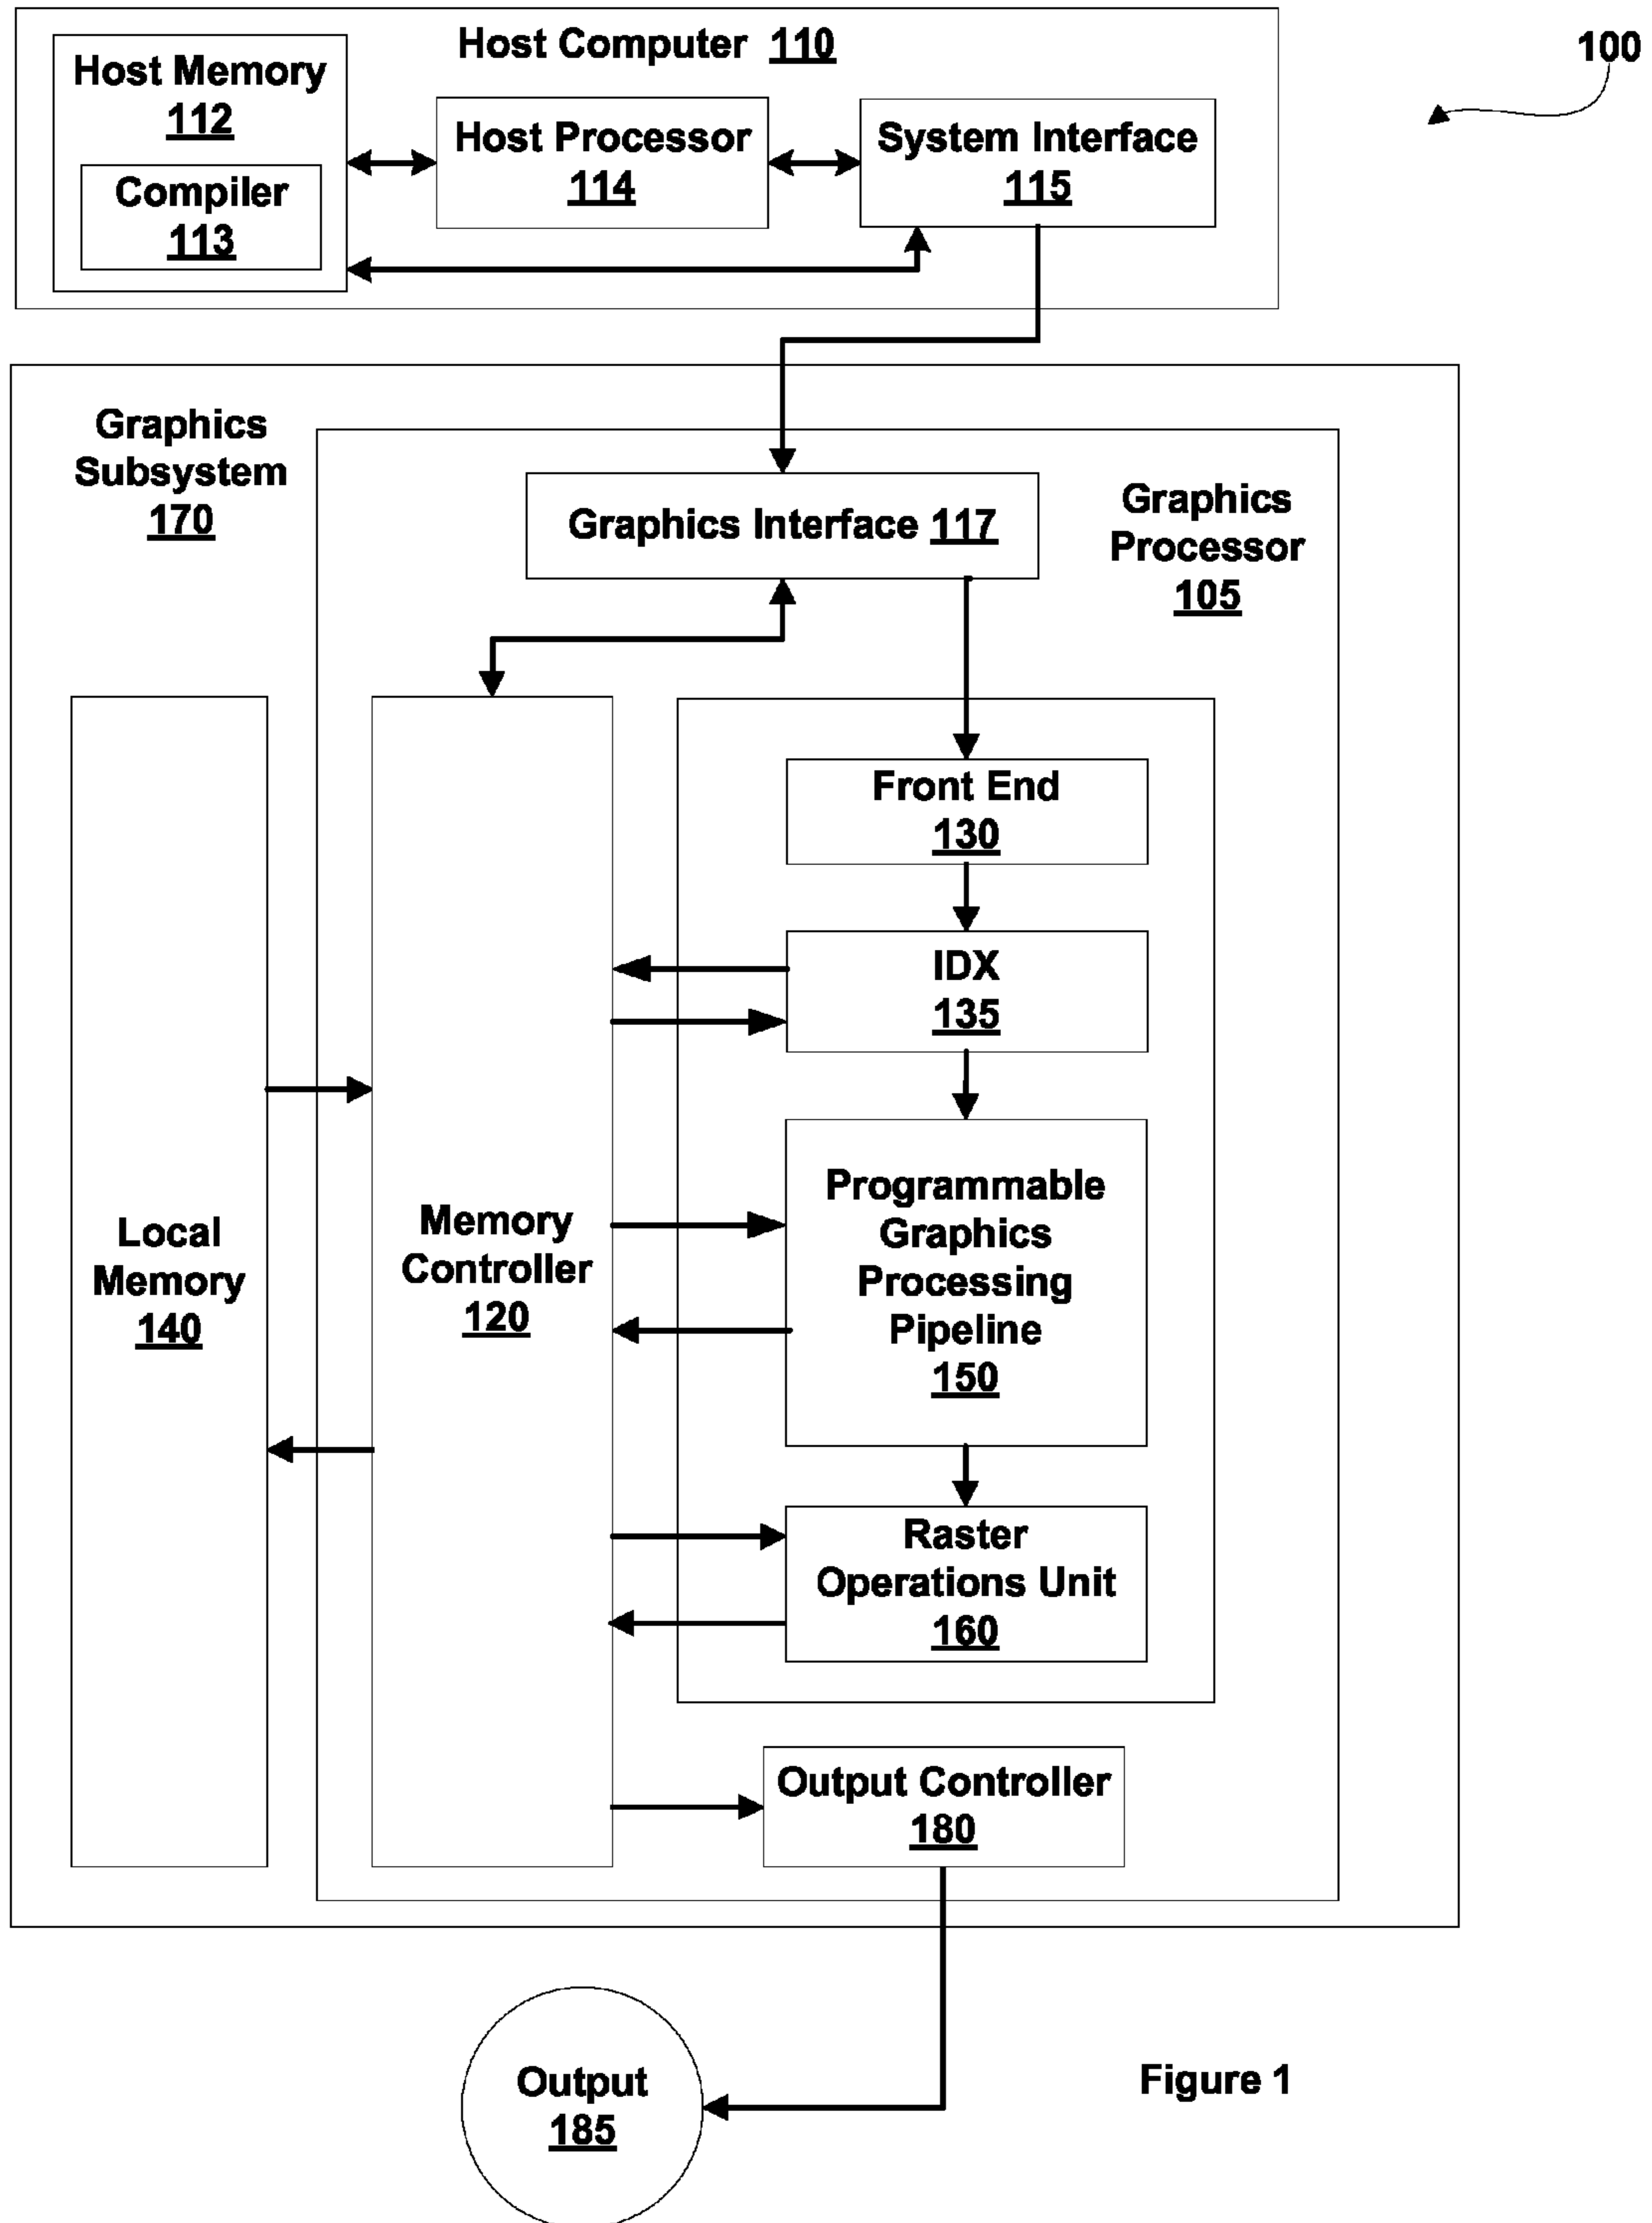 Host Computer 110
100
Host Memory
112
Compiler
113
Host Processor
114
System Interface
115
Graphics
Subsystem
170
Graphics Interface 117
Graphics
Processor
105
Front End
130
IDX
135
Local
Memory
140
Memory
Controller
120
Programmable
Graphics
Processing
Pipeline
150
Raster
Operations Unit
160
Output Controller
180
Output
185
Figure 1